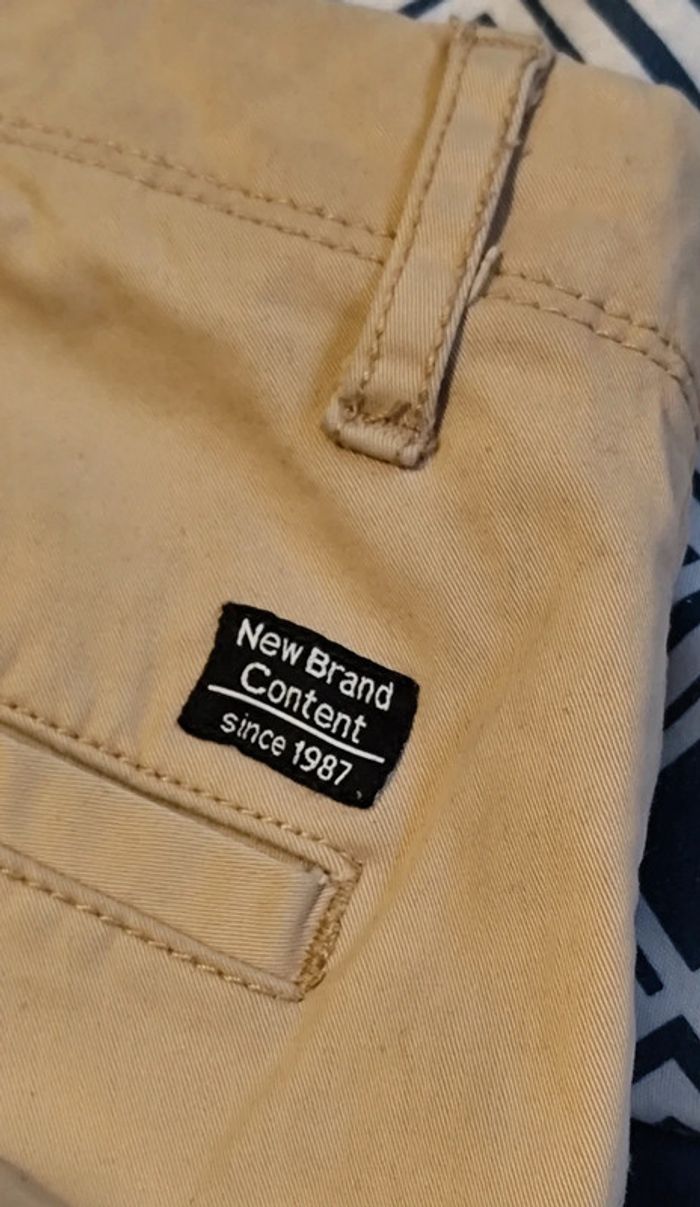 New Brand
Content
since 1987